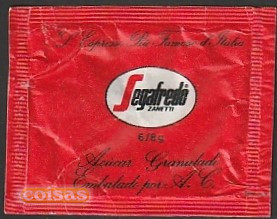 L'Espresso Più Famoso d'Italia
Segafredo
ZANETTI
6/8g
Açúcar Granulado
Embalado por A. C.
coisas